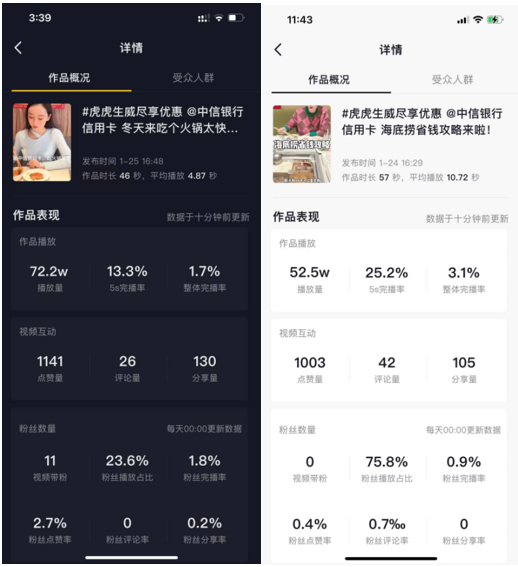 3:39
详情
作品概况
受众人群
#虎虎生威尽享优惠 @中信银行
信用卡 冬天来吃个火锅太快...
发布时间 1-25 16:48
作品时长 46 秒，平均播放 4.87 秒
作品表现
数据于十分钟前更新
作品播放
72.2w 13.3% 1.7%
播放量 5s完播率 整体完播率
视频互动
1141 26 130
点赞量 评论量 分享量
粉丝数量
每天00:00更新数据
11 23.6% 1.8%
视频带粉 粉丝播放占比 粉丝完播率
2.7% 0 0.2%
粉丝点赞率 粉丝评论率 粉丝分享率
11:43
详情
作品概况
受众人群
海底捞省钱攻略
#虎虎生威尽享优惠 @中信银行
信用卡 海底捞省钱攻略来啦！
发布时间 1-24 16:29
作品时长 57 秒，平均播放 10.72 秒
作品表现
数据于十分钟前更新
作品播放
52.5w 25.2% 3.1%
播放量 5s完播率 整体完播率
视频互动
1003 42 105
点赞量 评论量 分享量
粉丝数量
每天00:00更新数据
0 75.8% 0.9%
视频带粉 粉丝播放占比 粉丝完播率
0.4% 0.7‰ 0
粉丝点赞率 粉丝评论率 粉丝分享率